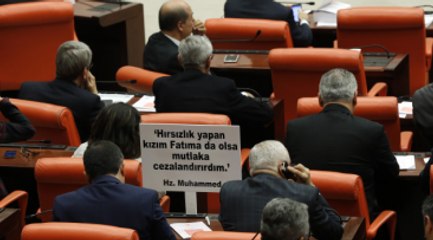 'Hırsızlık yapan
kızım Fatıma da olsa
mutlaka
cezalandırırdım.'
Hz. Muhammed